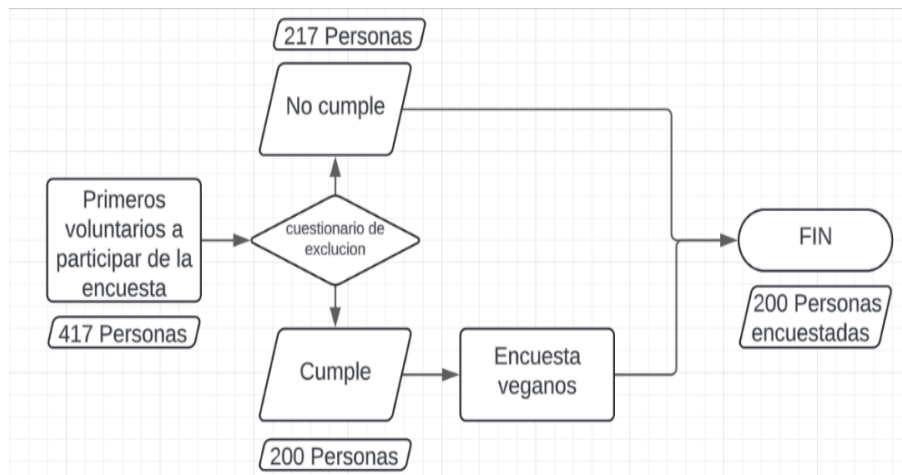 217 Personas
No cumple
Primeros
voluntarios a
participar de la
encuesta
417 Personas
cuestionario de
exclucion
FIN
200 Personas
encuestadas
Cumple
200 Personas
Encuesta
veganos